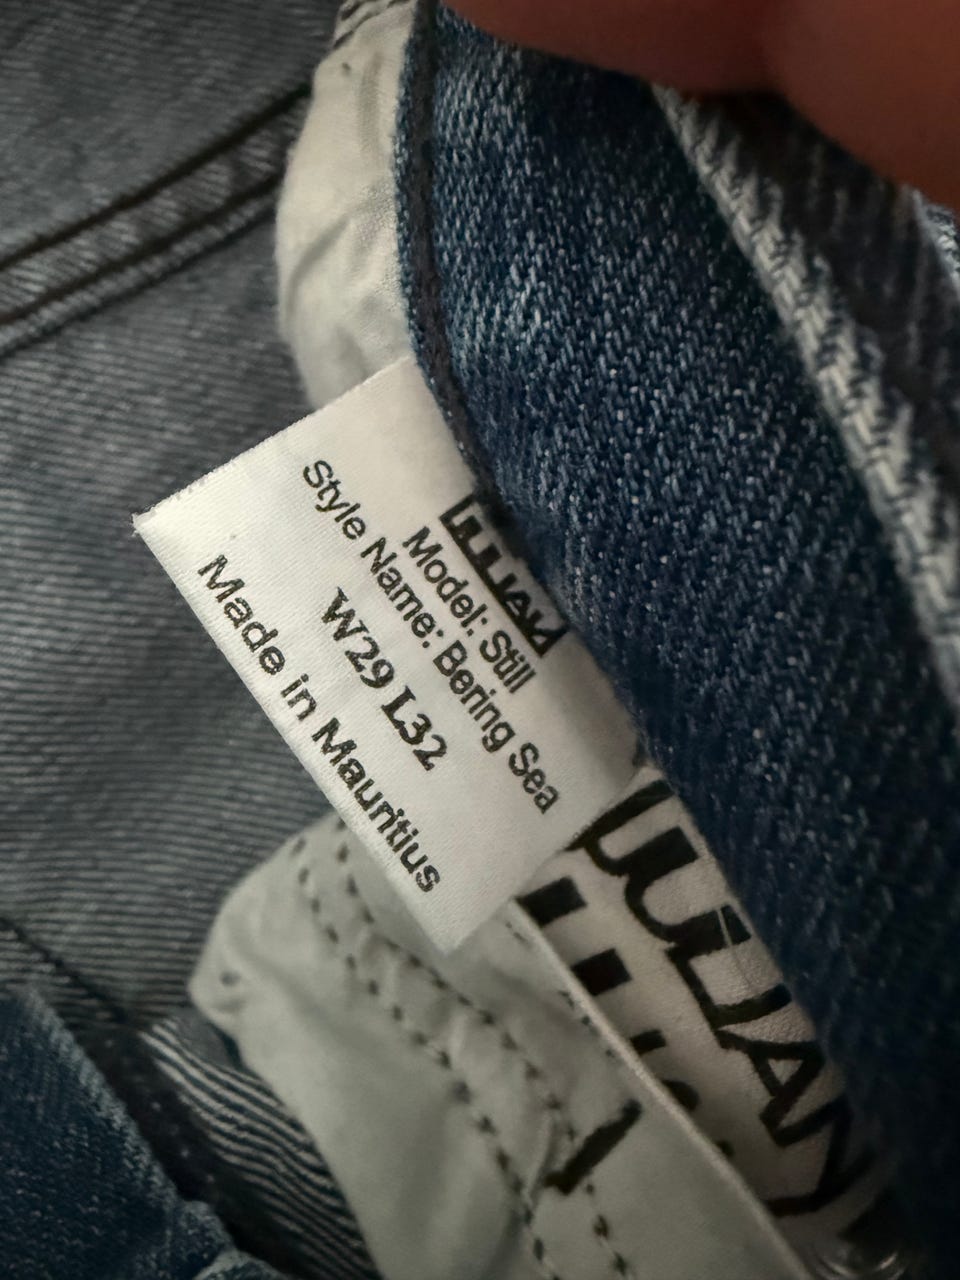 Model: Still
Style Name: Bering Sea
W29 L32
Made in Mauritius